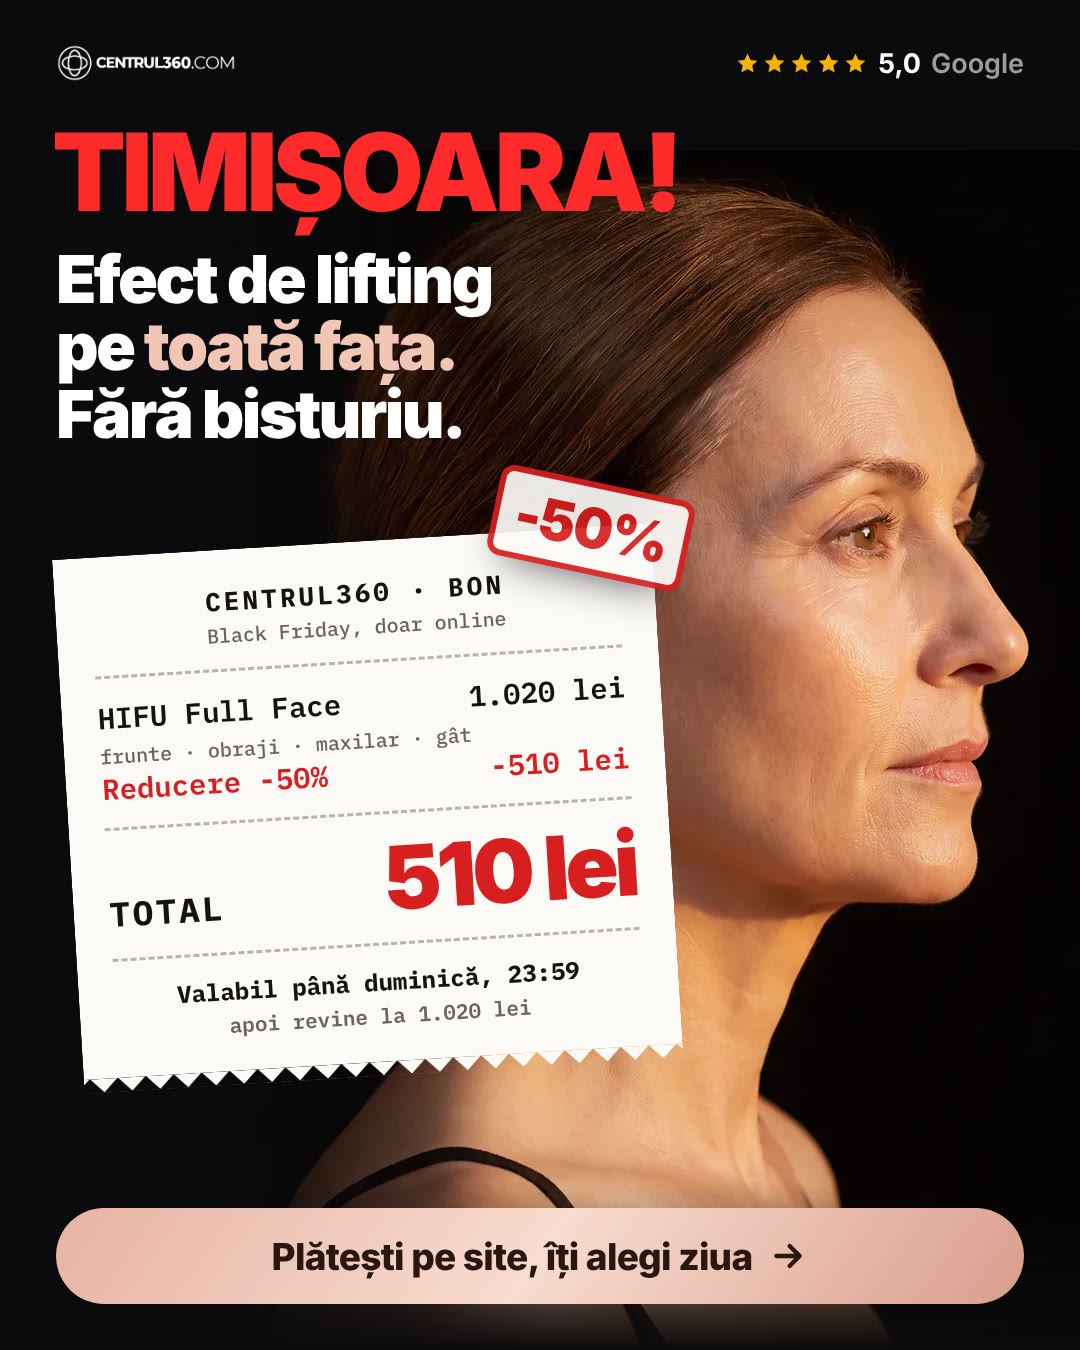 CENTRUL360.COM
5,0 Google
TIMIȘOARA!
Efect de lifting
pe toată fața.
Fără bisturiu.
-50%
CENTRUL360 · BON
Black Friday, doar online
HIFU Full Face 1.020 lei
frunte · obraji · maxilar · gât
Reducere -50% -510 lei
TOTAL 510 lei
Valabil până duminică, 23:59
apoi revine la 1.020 lei
Plătești pe site, îți alegi ziua →